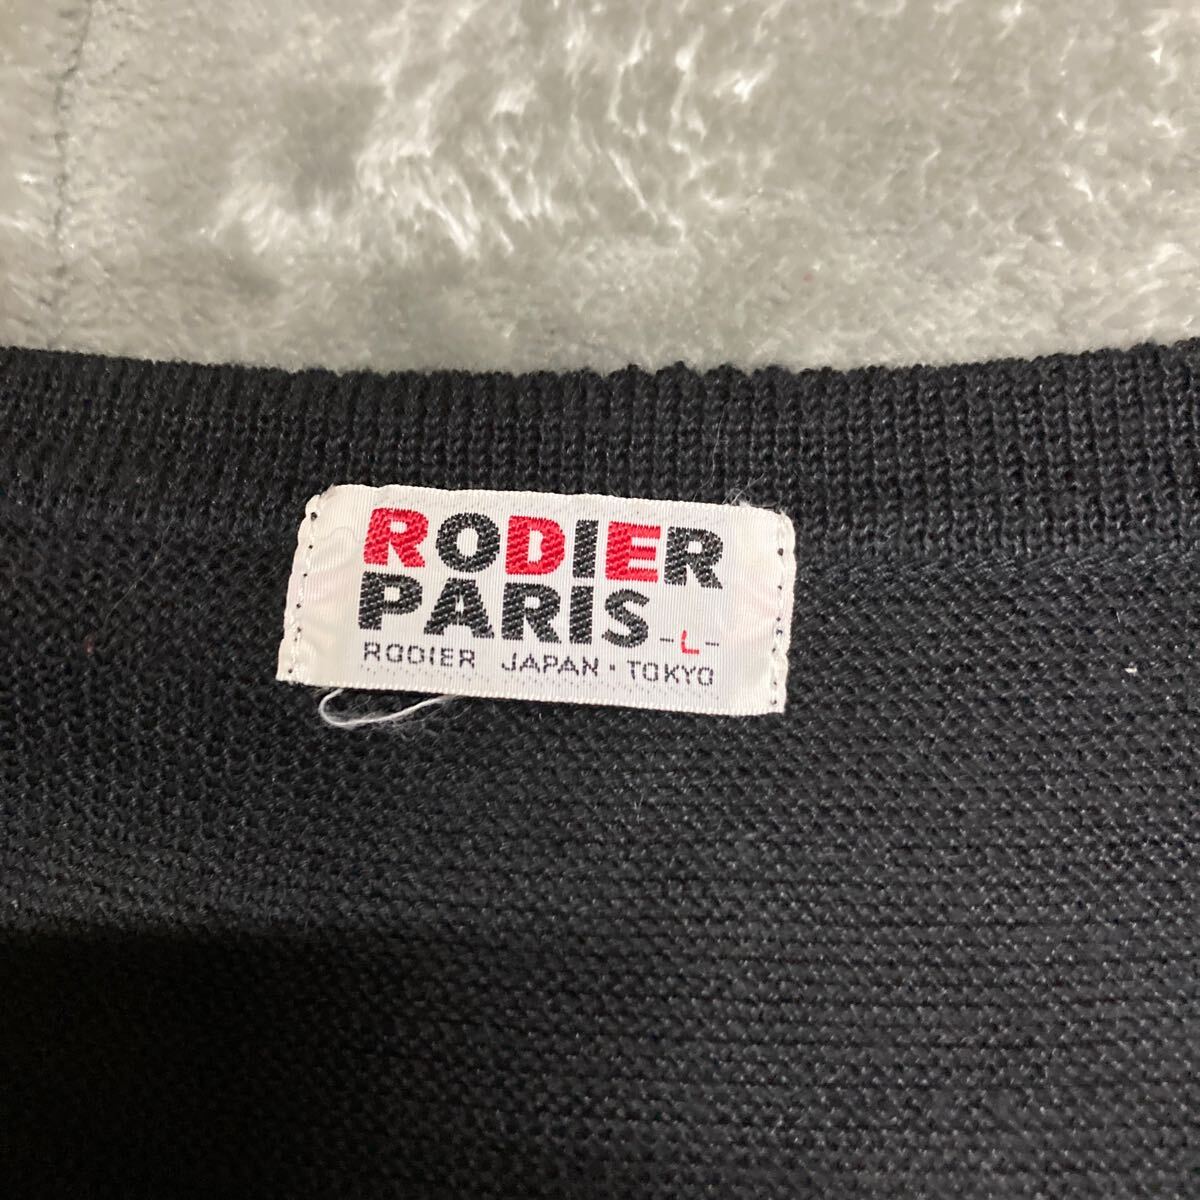 RODIER
PARIS -L-
RODIER JAPAN・TOKYO